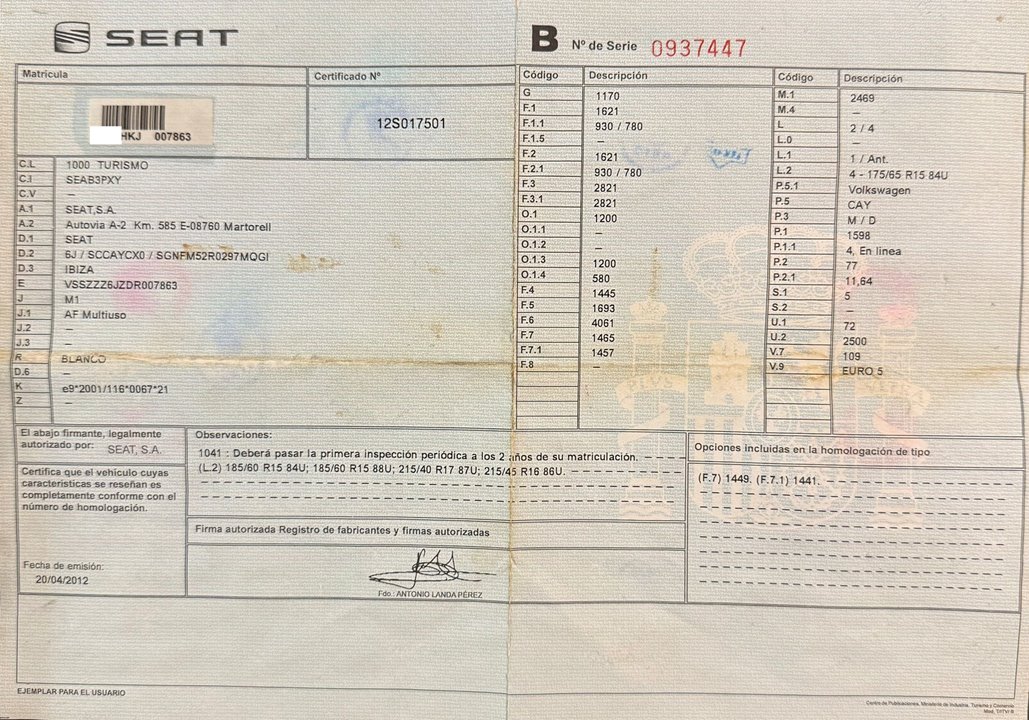 SEAT
B Nº de Serie 0937447
Matricula
HKJ 007863
Certificado Nº
12S017501
C.L 1000 TURISMO
C.I SEAB3PXY
C.V –
A.1 SEAT,S.A.
A.2 Autovia A-2 Km. 585 E-08760 Martorell
D.1 SEAT
D.2 6J / SCCAYCX0 / SGNFM52R0297MQGI
D.3 IBIZA
E VSSZZZ6JZDR007863
J M1
J.1 AF Multiuso
J.2 –
J.3 –
R BLANCO
D.6 –
K e9*2001/116*0067*21
Z –
Código Descripción
G 1170
F.1 1621
F.1.1 930 / 780
F.1.5 –
F.2 1621
F.2.1 930 / 780
F.3 2821
F.3.1 2821
O.1 1200
O.1.1 –
O.1.2 –
O.1.3 1200
O.1.4 580
F.4 1445
F.5 1693
F.6 4061
F.7 1465
F.7.1 1457
F.8 –
Código Descripción
M.1 2469
M.4 –
L 2 / 4
L.0 –
L.1 1 / Ant.
L.2 4 - 175/65 R15 84U
P.5.1 Volkswagen
P.5 CAY
P.3 M / D
P.1 1598
P.1.1 4, En linea
P.2 77
P.2.1 11,64
S.1 5
S.2 –
U.1 72
U.2 2500
V.7 109
V.9 EURO 5
El abajo firmante, legalmente
autorizado por: SEAT, S.A.
Certifica que el vehículo cuyas
características se reseñan es
completamente conforme con el
número de homologación.
Fecha de emisión:
20/04/2012
Observaciones:
1041 : Deberá pasar la primera inspección periódica a los 2 años de su matriculación.
(L.2) 185/60 R15 84U; 185/60 R15 88U; 215/40 R17 87U; 215/45 R16 86U.
Firma autorizada Registro de fabricantes y firmas autorizadas
Fdo.: ANTONIO LANDA PÉREZ
Opciones incluidas en la homologación de tipo
(F.7) 1449. (F.7.1) 1441.
EJEMPLAR PARA EL USUARIO
Centro de Publicaciones, Ministerio de Industria, Turismo y Comercio